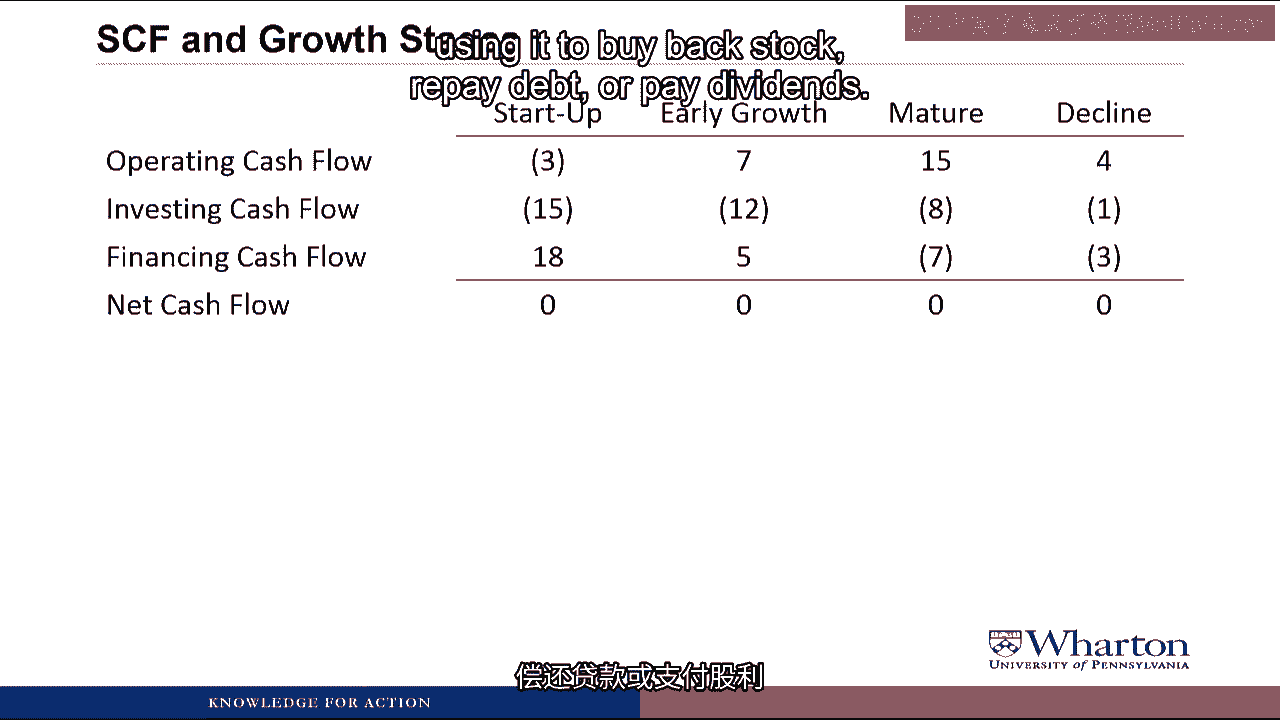 SCF and Growth
using it to buy back stock,
repay debt, or pay dividends.
Start-Up Early Growth Mature Decline
Operating Cash Flow (3) 7 15 4
Investing Cash Flow (15) (12) (8) (1)
Financing Cash Flow 18 5 (7) (3)
Net Cash Flow 0 0 0 0
Wharton
UNIVERSITY of PENNSYLVANIA
偿还贷款或支付股利
KNOWLEDGE FOR ACTION